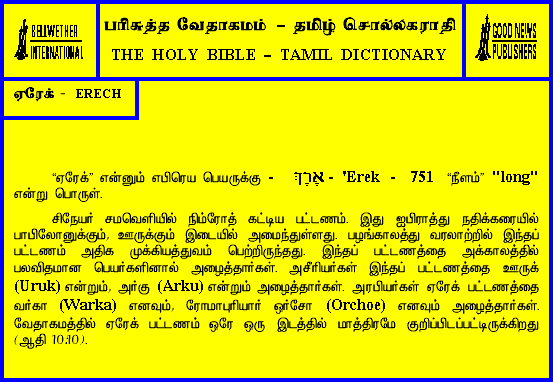 BELLWETHER
INTERNATIONAL
பரிசுத்த வேதாகமம் – தமிழ் சொல்லகராதி
THE HOLY BIBLE – TAMIL DICTIONARY
GOOD NEWS
PUBLISHERS
ஏரேக் - ERECH
“ஏரேக்” என்னும் எபிரெய பெயருக்கு - אֶרֶךְ - 'Erek - 751 “நீளம்” "long"
என்று பொருள்.
சிநேயர் சமவெளியில் நிம்ரோத் கட்டிய பட்டணம். இது ஐபிராத்து நதிக்கரையில்
பாபிலோனுக்கும், ஊருக்கும் இடையில் அமைந்துள்ளது. பழங்காலத்து வரலாற்றில் இந்தப்
பட்டணம் அதிக முக்கியத்துவம் பெற்றிருந்தது. இந்தப் பட்டணத்தை அக்காலத்தில்
பலவிதமான பெயர்களினால் அழைத்தார்கள். அசீரியர்கள் இந்தப் பட்டணத்தை ஊருக்
(Uruk) என்றும், அர்கு (Arku) என்றும் அழைத்தார்கள். அரபியர்கள் ஏரேக் பட்டணத்தை
வர்கா (Warka) எனவும், ரோமாபுரியார் ஓர்சோ (Orchoe) எனவும் அழைத்தார்கள்.
வேதாகமத்தில் ஏரேக் பட்டணம் ஒரே ஒரு இடத்தில் மாத்திரமே குறிப்பிடப்பட்டிருக்கிறது
(ஆதி 10:10).